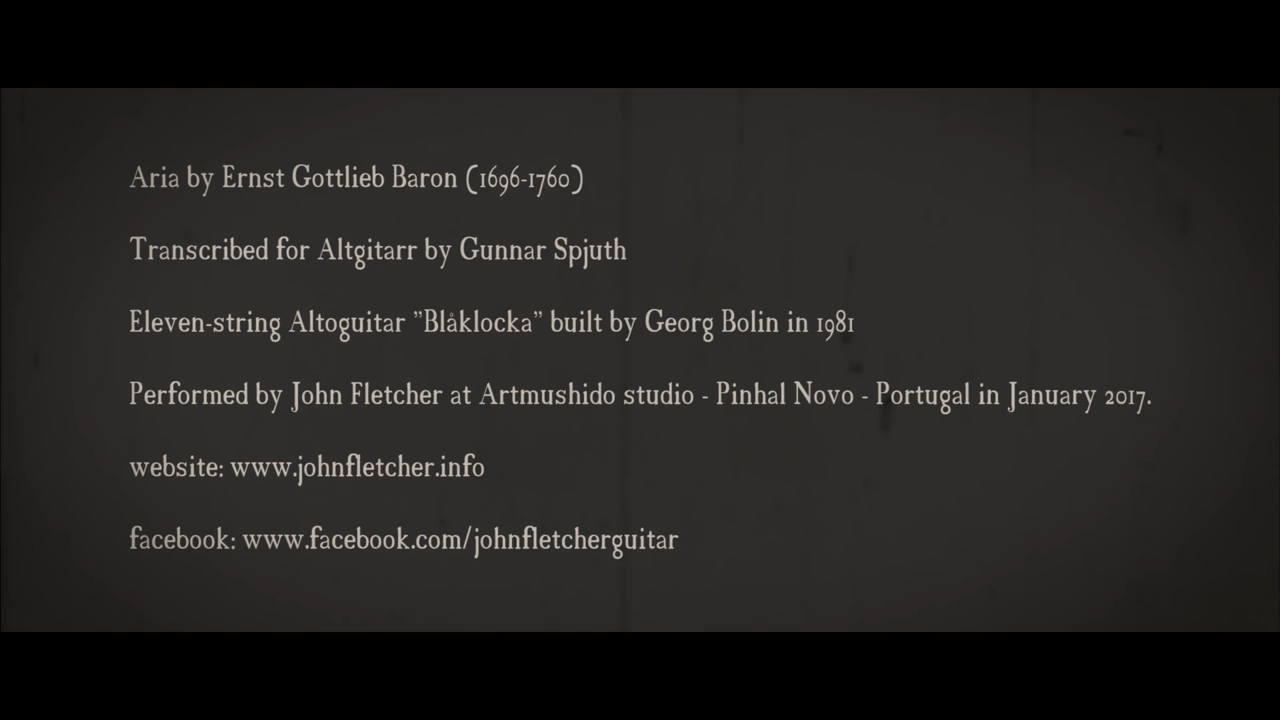 Aria by Ernst Gottlieb Baron (1696-1760)
Transcribed for Altgitarr by Gunnar Spjuth
Eleven-string Altoguitar ”Blåklocka” built by Georg Bolin in 1981
Performed by John Fletcher at Artmushido studio - Pinhal Novo - Portugal in January 2017.
website: www.johnfletcher.info
facebook: www.facebook.com/johnfletcherguitar